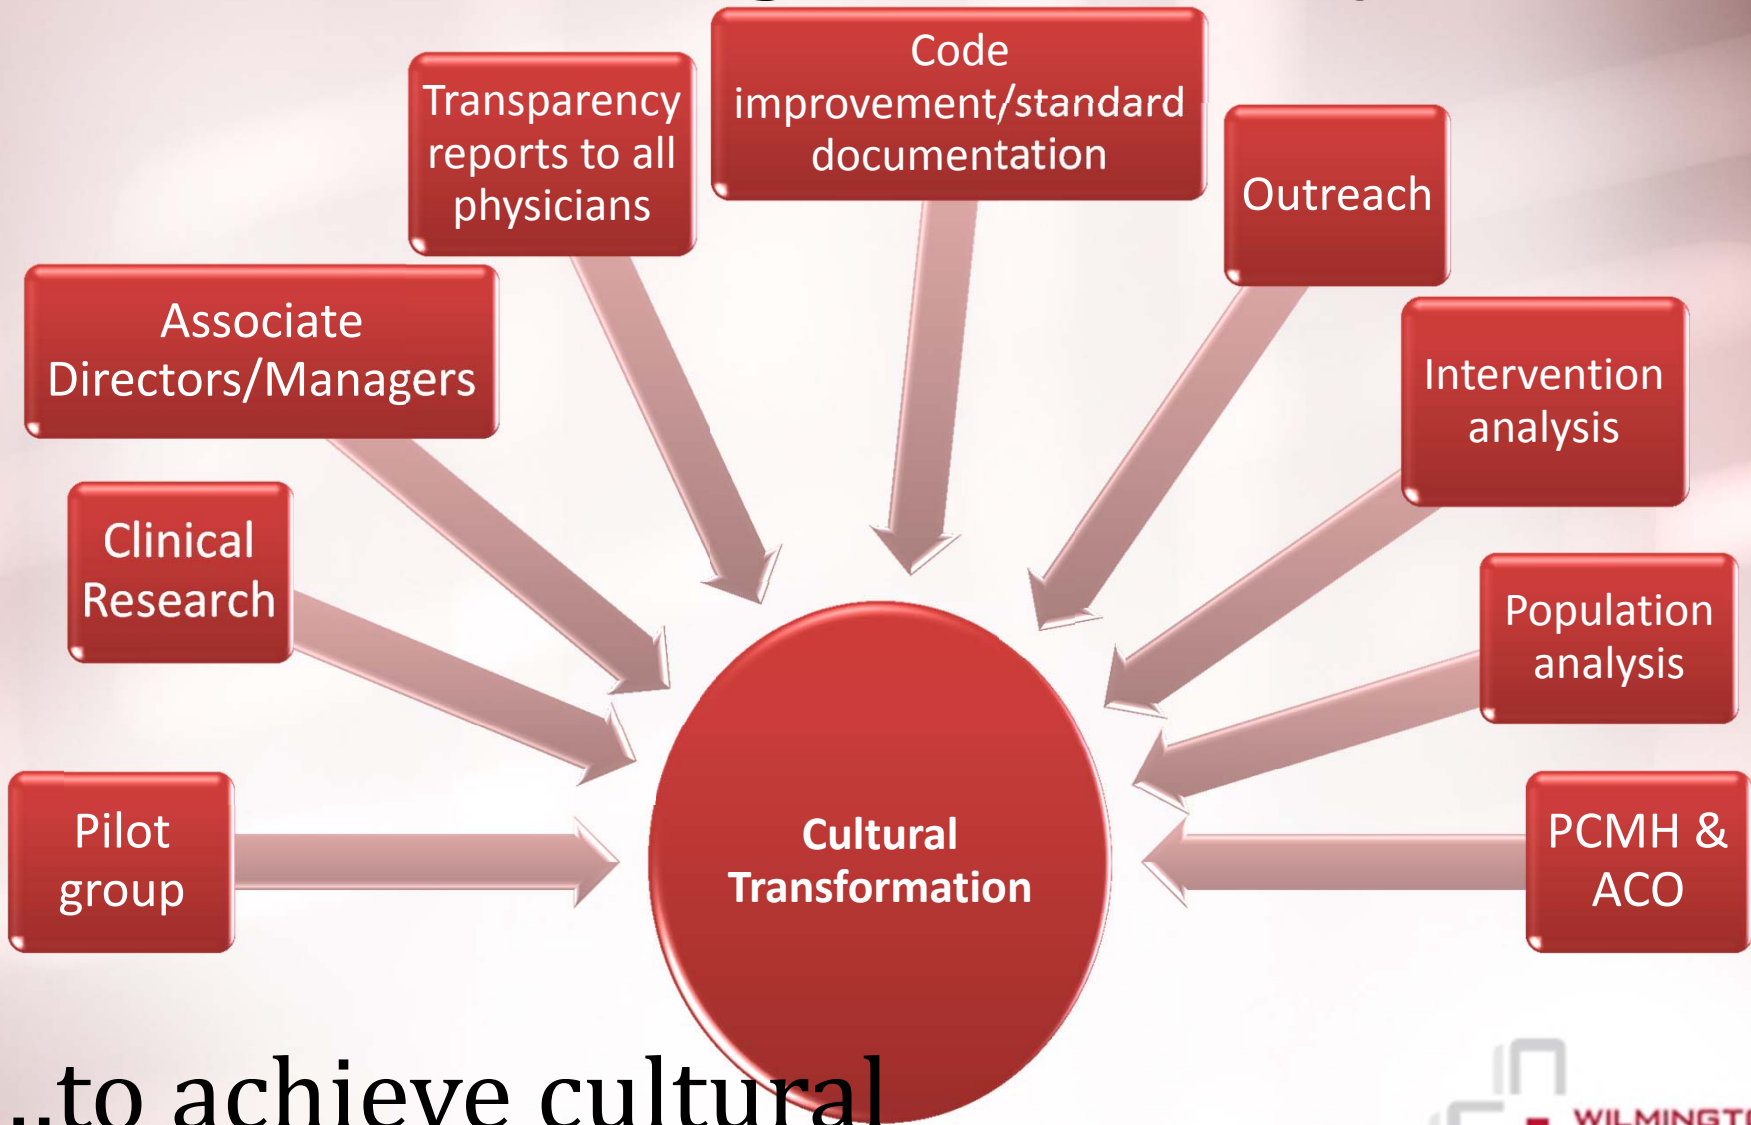 Code
improvement/standard
documentation
Transparency
reports to all
physicians
Outreach
Associate
Directors/Managers
Intervention
analysis
Clinical
Research
Population
analysis
Pilot
group
Cultural
Transformation
PCMH &
ACO
..to achieve cultural